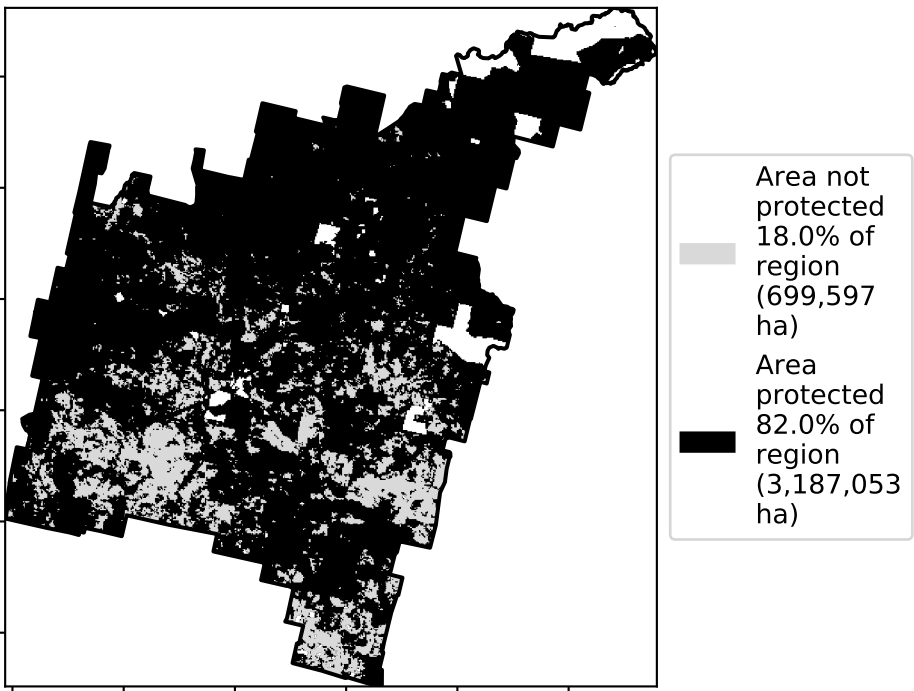 Area not
protected
18.0% of
region
(699,597
ha)
Area
protected
82.0% of
region
(3,187,053
ha)